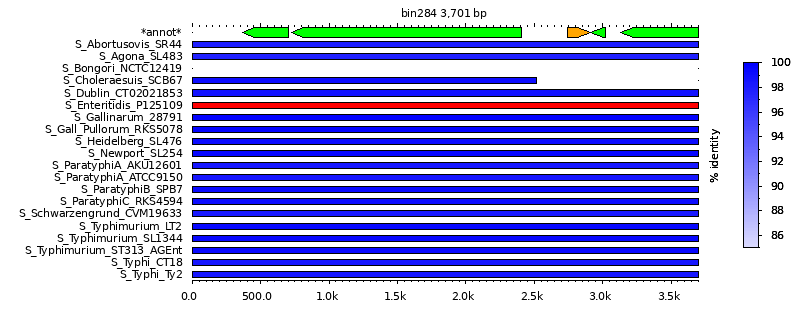 bin284 3,701 bp
*annot*
S_Abortusovis_SR44
S_Agona_SL483
S_Bongori_NCTC12419
S_Choleraesuis_SCB67
S_Dublin_CT02021853
S_Enteritidis_P125109
S_Gallinarum_28791
S_Gall_Pullorum_RKS5078
S_Heidelberg_SL476
S_Newport_SL254
S_ParatyphiA_AKU12601
S_ParatyphiA_ATCC9150
S_ParatyphiB_SPB7
S_ParatyphiC_RKS4594
S_Schwarzengrund_CVM19633
S_Typhimurium_LT2
S_Typhimurium_SL1344
S_Typhimurium_ST313_AGEnt
S_Typhi_CT18
S_Typhi_Ty2
0.0 500.0 1.0k 1.5k 2.0k 2.5k 3.0k 3.5k
% identity
100
98
96
94
92
90
88
86